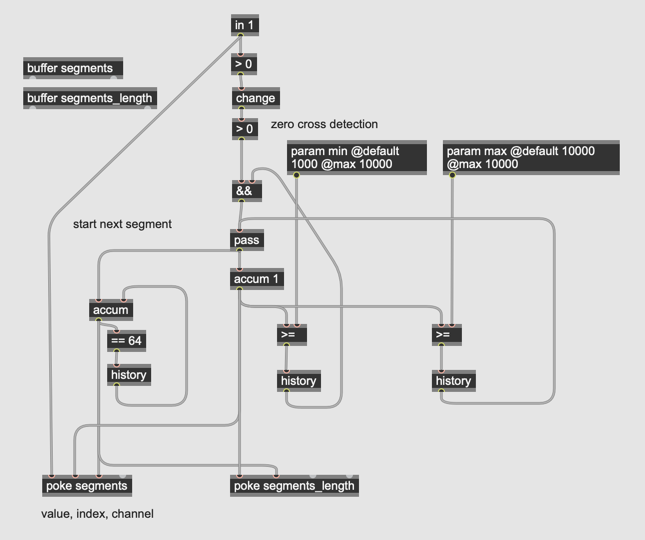 in 1
buffer segments
> 0
buffer segments_length
change
> 0
zero cross detection
param min @default
1000 @max 10000
param max @default 10000
@max 10000
&&
start next segment
pass
accum 1
accum
== 64
>=
>=
history
history
history
poke segments
poke segments_length
value, index, channel